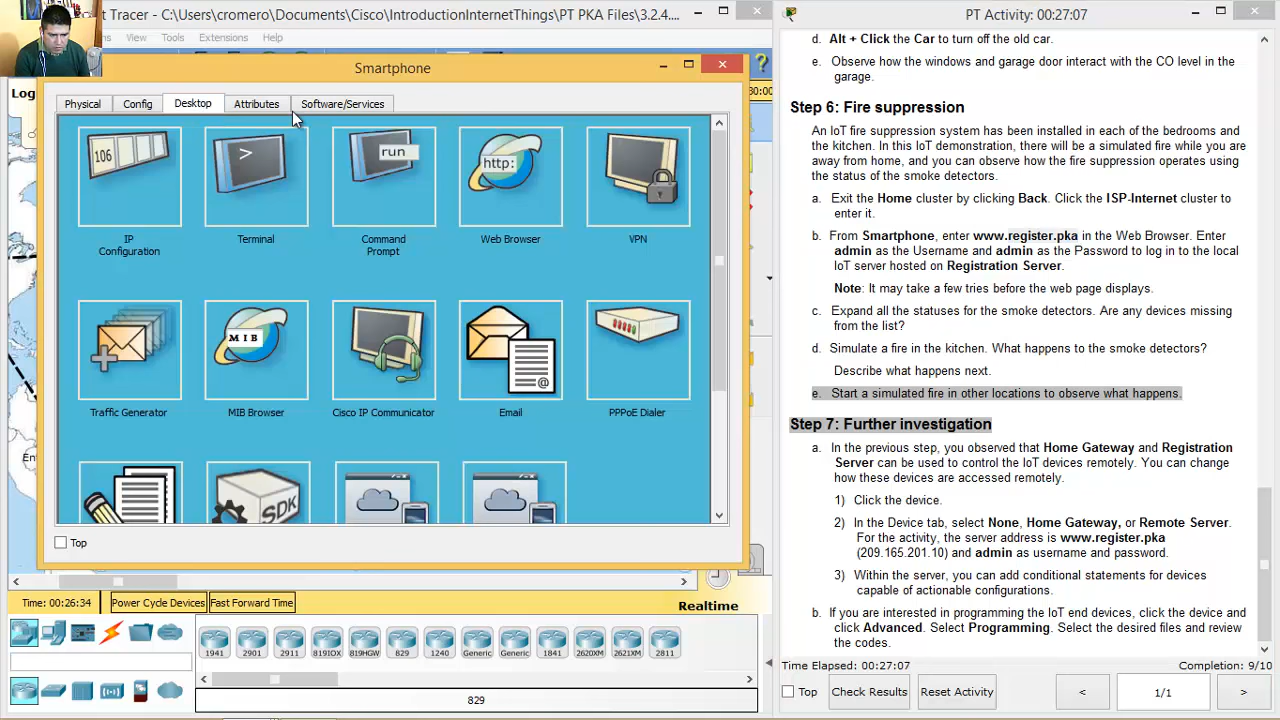 t Tracer - C:\Users\cromero\Documents\Cisco\IntroductionInternetThings\PT PKA Files\3.2.4....
View Tools Extensions Help
Log
30:00
Smartphone
Physical Config Desktop Attributes Software/Services
106
run
http:
IP Configuration
Terminal
Command Prompt
Web Browser
VPN
MIB
Traffic Generator
MIB Browser
Cisco IP Communicator
Email
PPPoE Dialer
SDK
Top
Time: 00:26:34 Power Cycle Devices Fast Forward Time
Realtime
1941 2901 2911 819IOX 819HGW 829 1240 Generic Generic 1841 2620XM 2621XM 2811
829
PT Activity: 00:27:07
d. Alt + Click the Car to turn off the old car.
e. Observe how the windows and garage door interact with the CO level in the
garage.
Step 6: Fire suppression
An IoT fire suppression system has been installed in each of the bedrooms and
the kitchen. In this IoT demonstration, there will be a simulated fire while you are
away from home, and you can observe how the fire suppression operates using
the status of the smoke detectors.
a. Exit the Home cluster by clicking Back. Click the ISP-Internet cluster to
enter it.
b. From Smartphone, enter www.register.pka in the Web Browser. Enter
admin as the Username and admin as the Password to log in to the local
IoT server hosted on Registration Server.
Note: It may take a few tries before the web page displays.
c. Expand all the statuses for the smoke detectors. Are any devices missing
from the list?
d. Simulate a fire in the kitchen. What happens to the smoke detectors?
Describe what happens next.
e. Start a simulated fire in other locations to observe what happens.
Step 7: Further investigation
a. In the previous step, you observed that Home Gateway and Registration
Server can be used to control the IoT devices remotely. You can change
how these devices are accessed remotely.
1) Click the device.
2) In the Device tab, select None, Home Gateway, or Remote Server.
For the activity, the server address is www.register.pka
(209.165.201.10) and admin as username and password.
3) Within the server, you can add conditional statements for devices
capable of actionable configurations.
b. If you are interested in programming the IoT end devices, click the device and
click Advanced. Select Programming. Select the desired files and review
the codes.
Time Elapsed: 00:27:07 Completion: 9/10
Top Check Results Reset Activity < 1/1 >